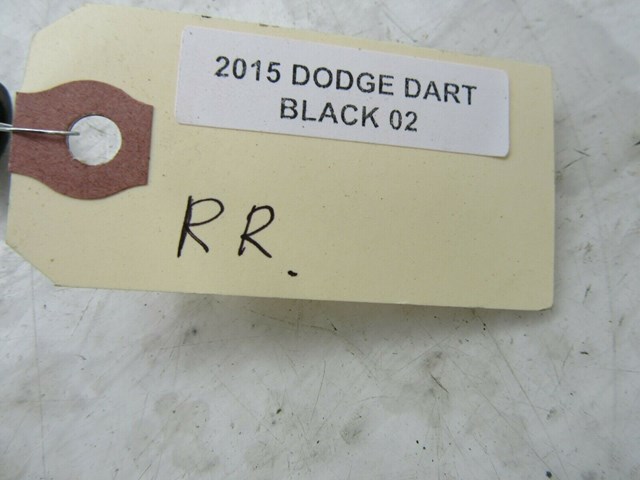 2015 DODGE DART
BLACK 02
RR.